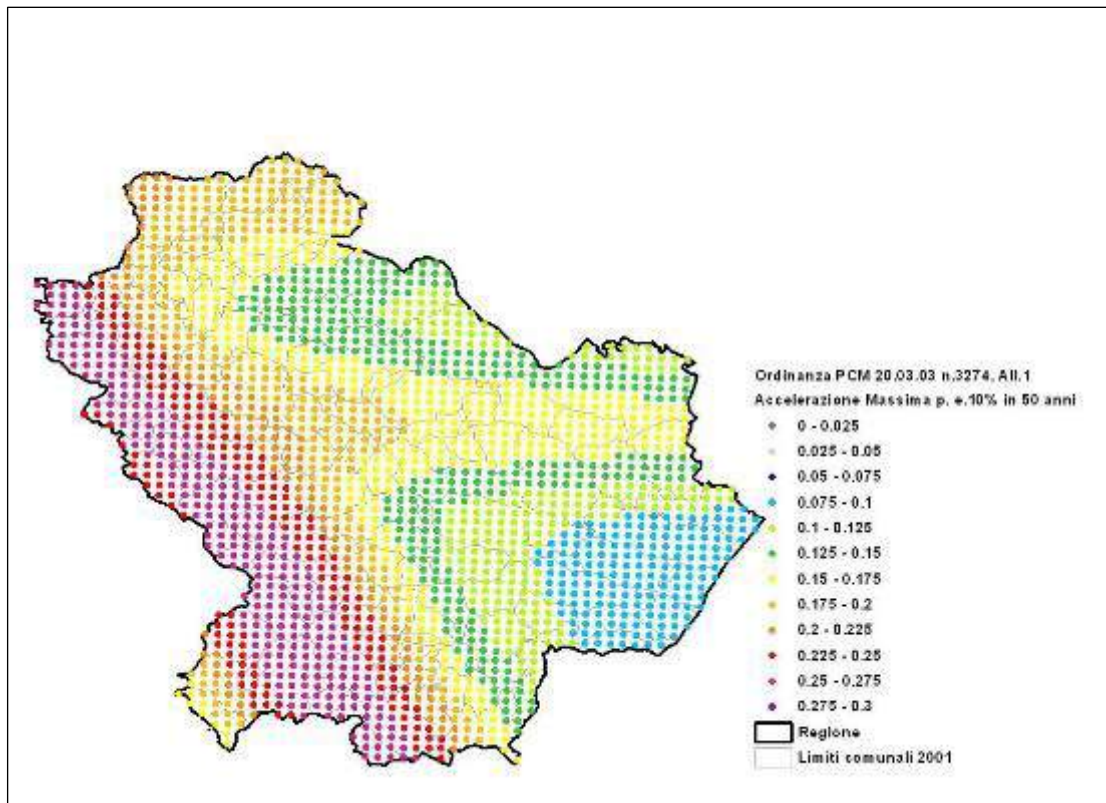 Ordinanza PCM 20.03.03 n.3274, All.1
Accelerazione Massima p. e.10% in 50 anni
0 - 0.025
0.025 - 0.05
0.05 - 0.075
0.075 - 0.1
0.1 - 0.125
0.125 - 0.15
0.15 - 0.175
0.175 - 0.2
0.2 - 0.225
0.225 - 0.25
0.25 - 0.275
0.275 - 0.3
Regione
Limiti comunali 2001